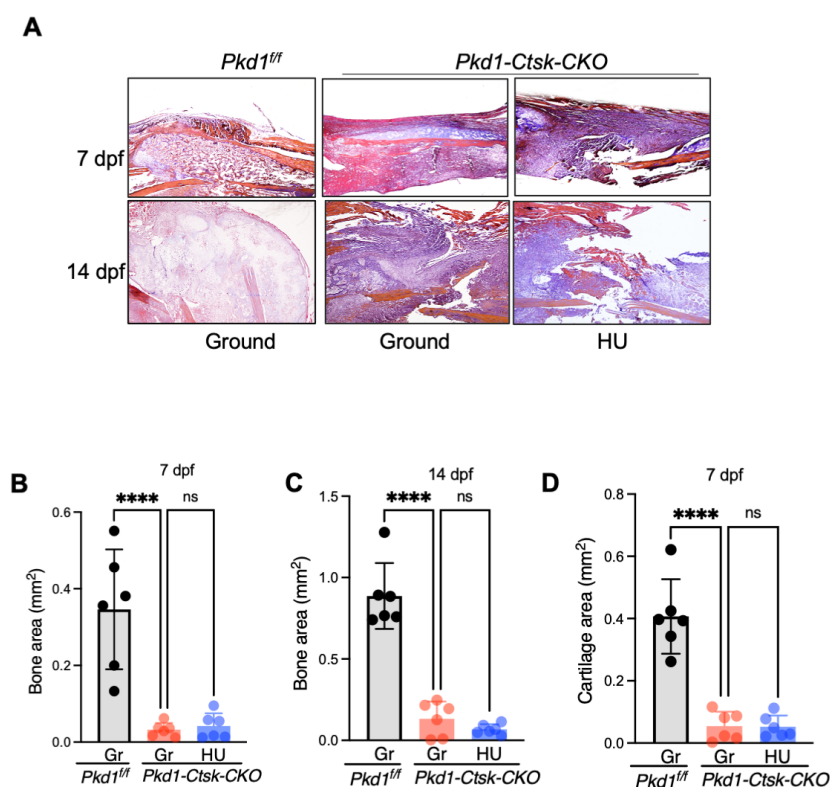 A
Pkd1f/f Pkd1-Ctsk-CKO
7 dpf
14 dpf
Ground Ground HU
B
7 dpf
**** ns
Bone area (mm2)
0.6
0.4
0.2
0.0
Gr Gr HU
Pkd1f/f Pkd1-Ctsk-CKO
C
14 dpf
**** ns
Bone area (mm2)
1.5
1.0
0.5
0.0
Gr Gr HU
Pkd1f/f Pkd1-Ctsk-CKO
D
7 dpf
**** ns
Cartilage area (mm2)
0.8
0.6
0.4
0.2
0.0
Gr Gr HU
Pkd1f/f Pkd1-Ctsk-CKO